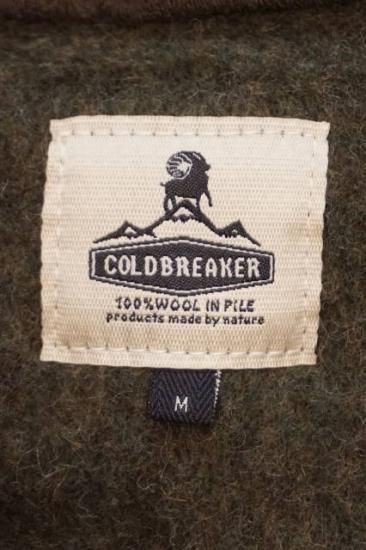 COLDBREAKER
100% WOOL IN PILE
products made by nature
M